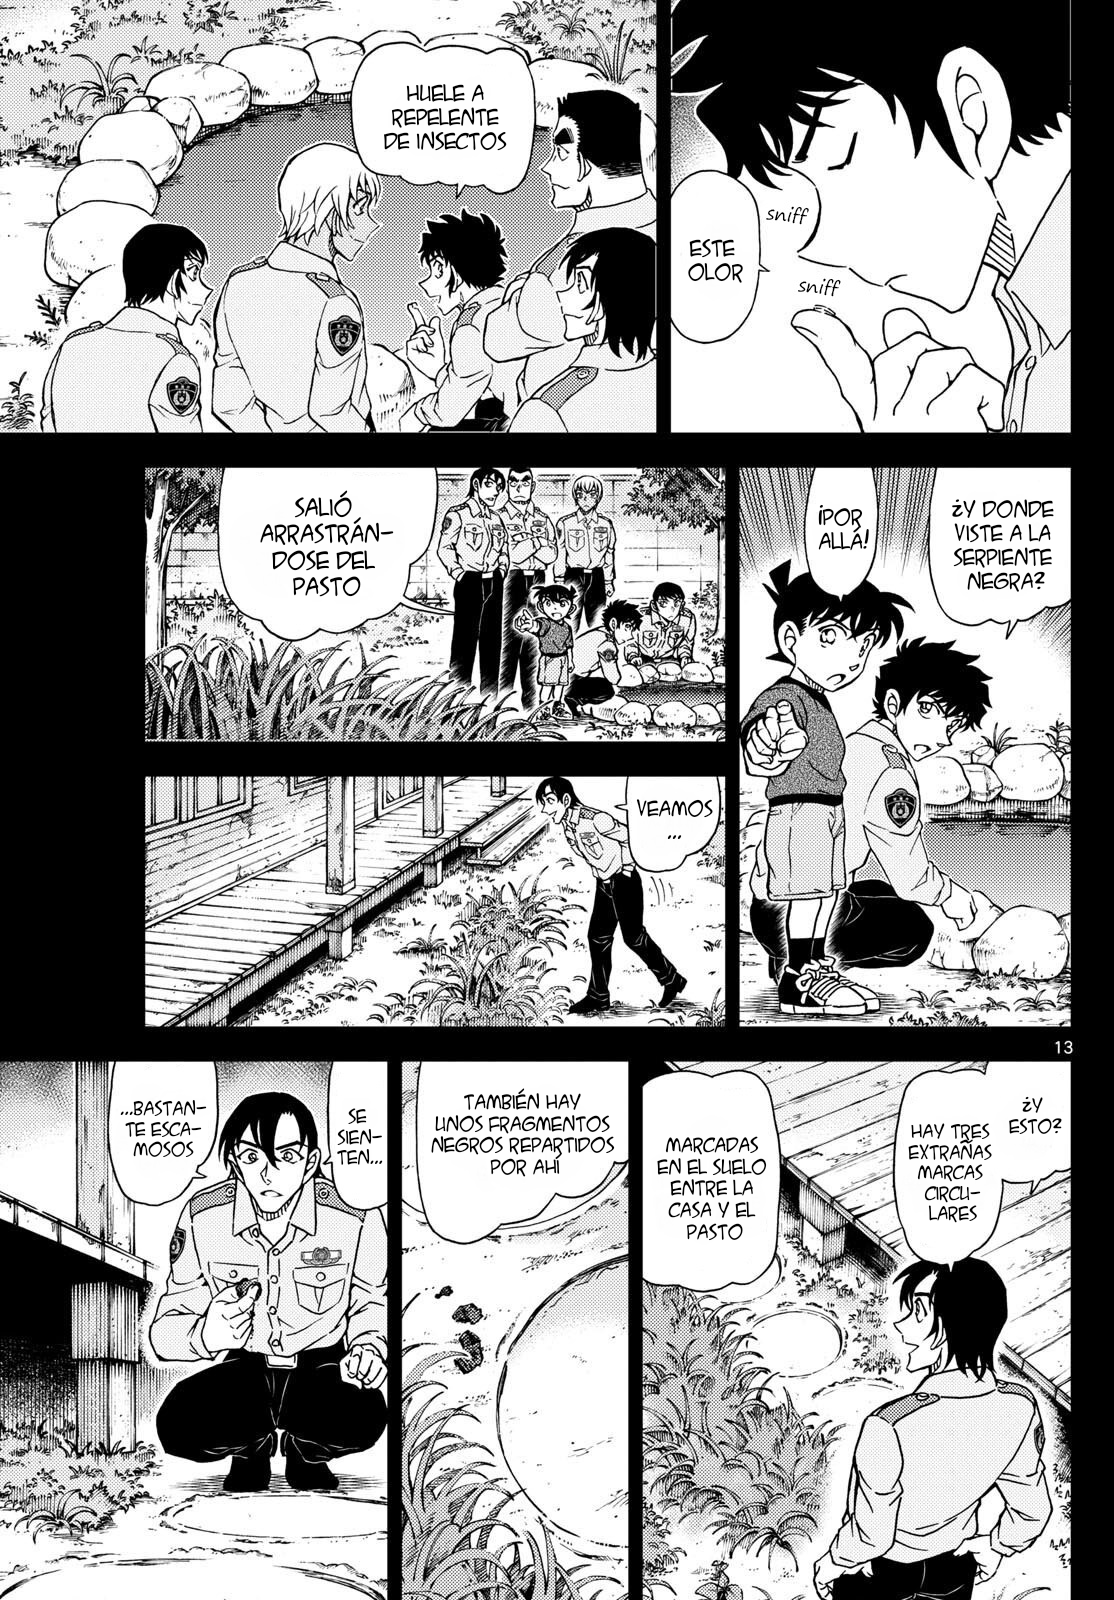 sniff
ESTE
OLOR
sniff
HUELE A
REPELENTE
DE INSECTOS
¿Y DONDE
VISTE A LA
SERPIENTE
NEGRA?
¡POR
ALLÁ!
SALIÓ
ARRASTRÁN-
DOSE DEL
PASTO
VEAMOS
...
13
¿Y
ESTO?
HAY TRES
EXTRAÑAS
MARCAS
CIRCU-
LARES
MARCADAS
EN EL SUELO
ENTRE LA
CASA Y EL
PASTO
TAMBIÉN HAY
UNOS FRAGMENTOS
NEGROS REPARTIDOS
POR AHÍ
SE
SIEN-
TEN...
...BASTAN-
TE ESCA-
MOSOS